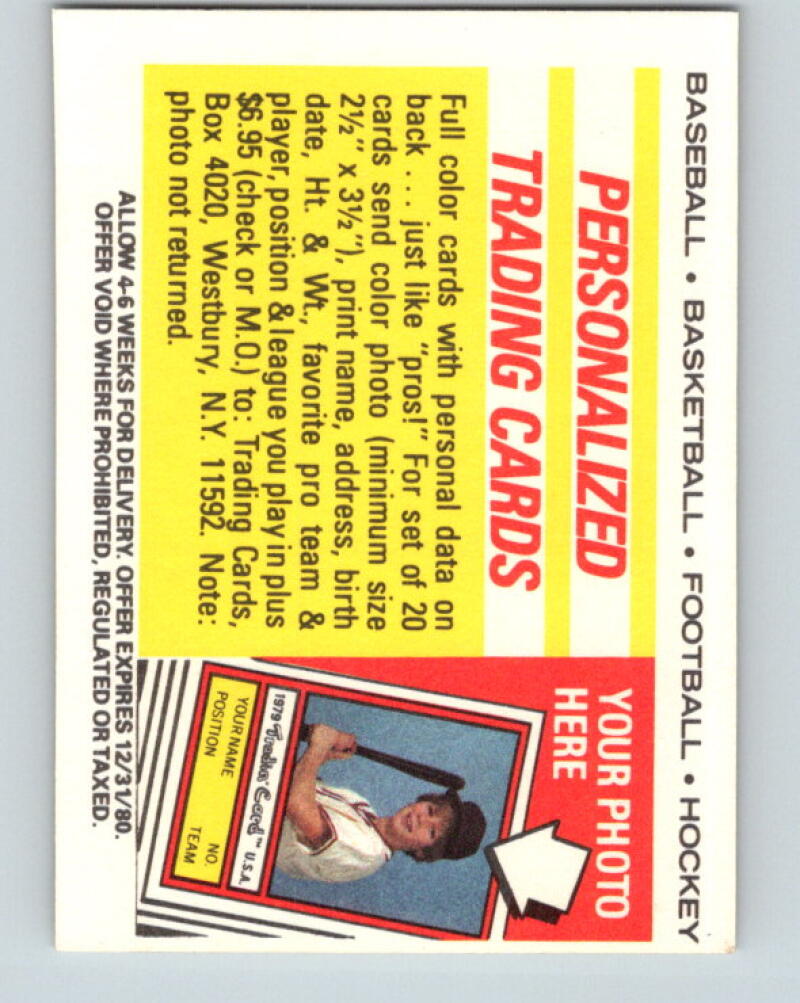 BASEBALL • BASKETBALL • FOOTBALL • HOCKEY
PERSONALIZED
TRADING CARDS
Full color cards with personal data on
back . . . just like "pros!" For set of 20
cards send color photo (minimum size
2½" x 3½"), print name, address, birth
date, Ht. & Wt., favorite pro team &
player, position & league you play in plus
$6.95 (check or M.O.) to: Trading Cards,
Box 4020, Westbury, N.Y. 11592. Note:
photo not returned.
YOUR PHOTO
HERE
1979 Tradin' Card™ U.S.A.
YOUR NAME NO.
POSITION TEAM
ALLOW 4-6 WEEKS FOR DELIVERY. OFFER EXPIRES 12/31/80.
OFFER VOID WHERE PROHIBITED, REGULATED OR TAXED.